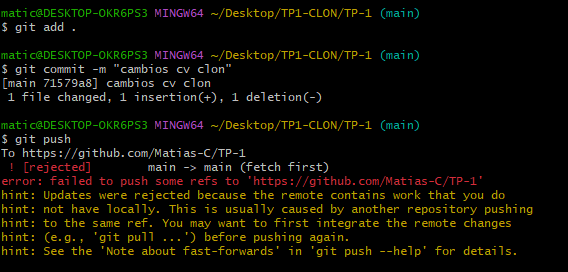 matic@DESKTOP-OKR6PS3 MINGW64 ~/Desktop/TP1-CLON/TP-1 (main)
$ git add .
matic@DESKTOP-OKR6PS3 MINGW64 ~/Desktop/TP1-CLON/TP-1 (main)
$ git commit -m "cambios cv clon"
[main 71579a8] cambios cv clon
 1 file changed, 1 insertion(+), 1 deletion(-)
matic@DESKTOP-OKR6PS3 MINGW64 ~/Desktop/TP1-CLON/TP-1 (main)
$ git push
To https://github.com/Matias-C/TP-1
 ! [rejected]        main -> main (fetch first)
error: failed to push some refs to 'https://github.com/Matias-C/TP-1'
hint: Updates were rejected because the remote contains work that you do
hint: not have locally. This is usually caused by another repository pushing
hint: to the same ref. You may want to first integrate the remote changes
hint: (e.g., 'git pull ...') before pushing again.
hint: See the 'Note about fast-forwards' in 'git push --help' for details.